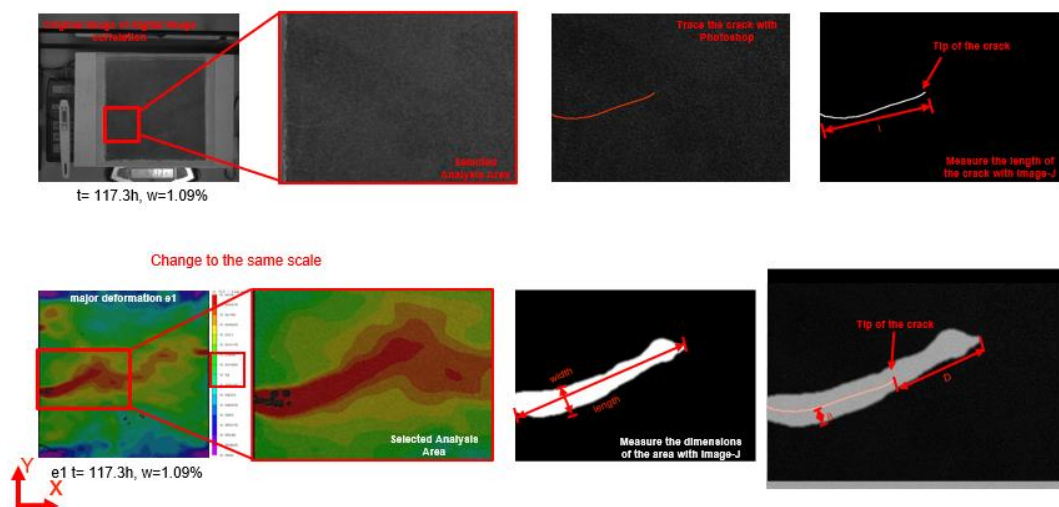 Original image of digital image
correlation
Trace the crack with
Photoshop
Tip of the crack
l
Selected
Analysis Area
Measure the length of
the crack with Image-J
t= 117.3h, w=1.09%
Change to the same scale
major deformation e1
Tip of the crack
width
length
D
R
Selected Analysis
Area
Measure the dimensions
of the area with Image-J
Y
X
e1 t= 117.3h, w=1.09%